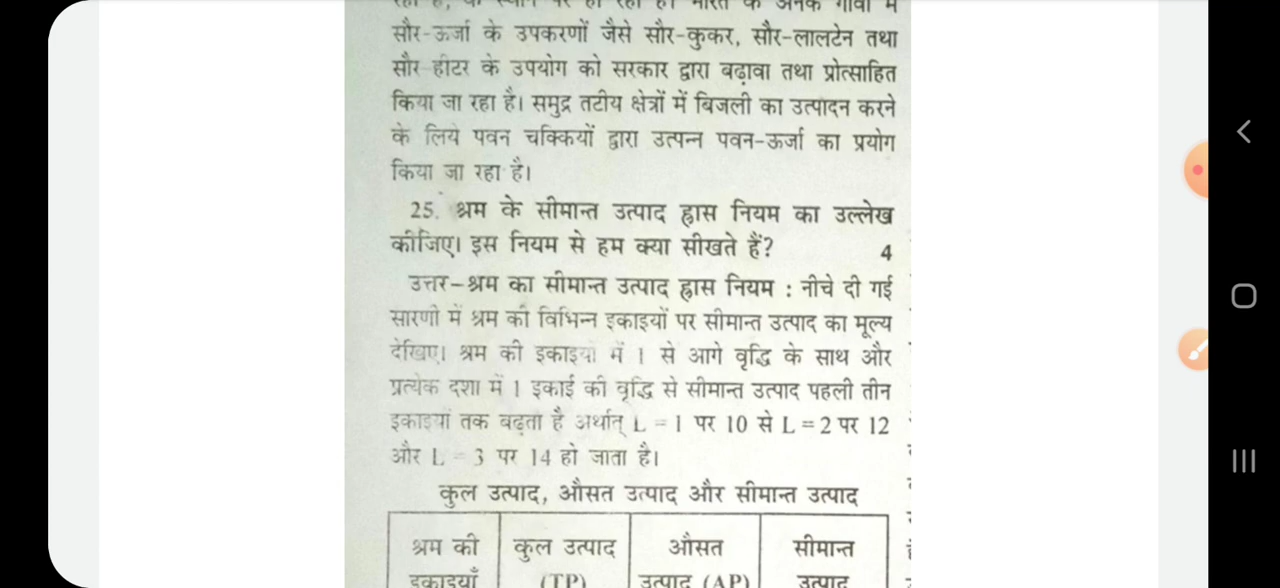 सौर-ऊर्जा के उपकरणों जैसे सौर-कुकर, सौर-लालटेन तथा
सौर हीटर के उपयोग को सरकार द्वारा बढ़ावा तथा प्रोत्साहित
किया जा रहा है। समुद्र तटीय क्षेत्रों में बिजली का उत्पादन करने
के लिये पवन चक्कियों द्वारा उत्पन्न पवन-ऊर्जा का प्रयोग
किया जा रहा है।
25. श्रम के सीमान्त उत्पाद ह्रास नियम का उल्लेख
कीजिए। इस नियम से हम क्या सीखते हैं? 4
उत्तर-श्रम का सीमान्त उत्पाद ह्रास नियम : नीचे दी गई
सारणी में श्रम की विभिन्न इकाइयों पर सीमान्त उत्पाद का मूल्य
देखिए। श्रम की इकाइयों में 1 से आगे वृद्धि के साथ और
प्रत्येक दशा में 1 इकाई की वृद्धि से सीमान्त उत्पाद पहली तीन
इकाइयों तक बढ़ता है अर्थात् L = 1 पर 10 से L = 2 पर 12
और L = 3 पर 14 हो जाता है।
कुल उत्पाद, औसत उत्पाद और सीमान्त उत्पाद
श्रम की कुल उत्पाद औसत सीमान्त
इकाइयाँ (TP) उत्पाद (AP) उत्पाद